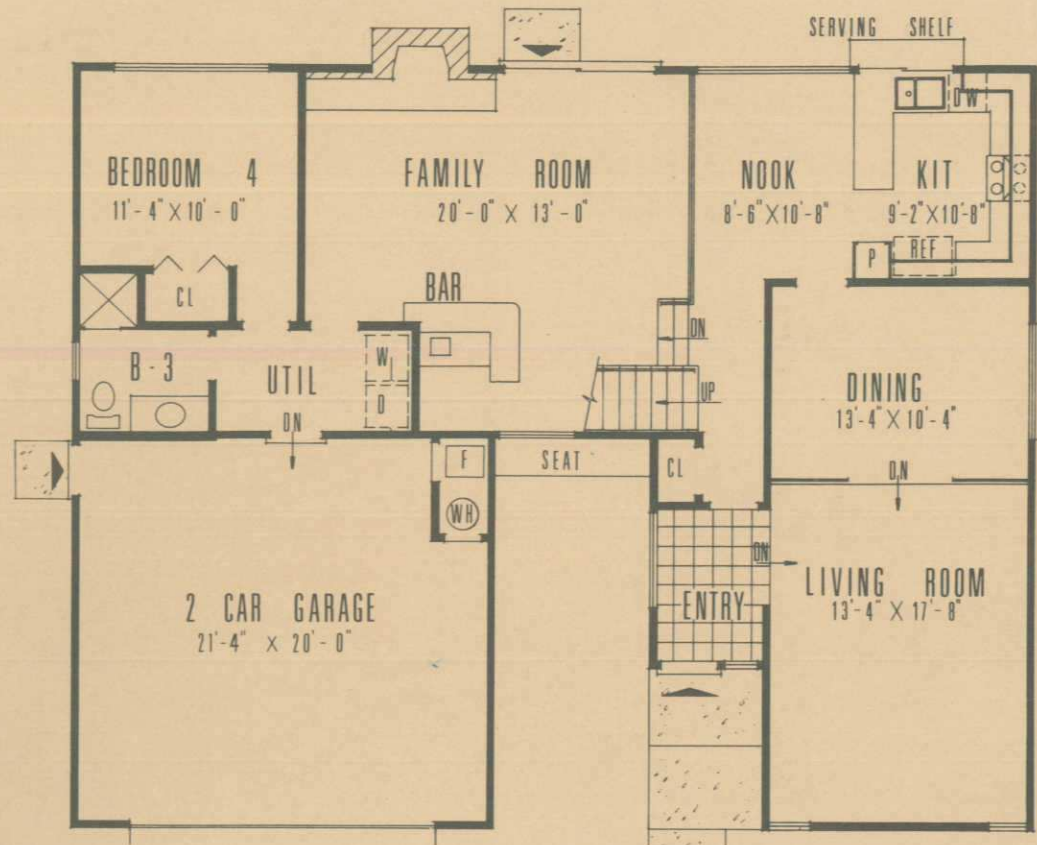 SERVING SHELF
BEDROOM 4
11'-4" X 10'-0"
FAMILY ROOM
20'-0" X 13'-0"
NOOK
8'-6" X 10'-8"
KIT
9'-2" X 10'-8"
DW
P
REF
CL
BAR
DN
UP
B-3
UTIL
W
D
DN
DINING
13'-4" X 10'-4"
DN
F
WH
SEAT
CL
DN
ENTRY
LIVING ROOM
13'-4" X 17'-8"
2 CAR GARAGE
21'-4" X 20'-0"